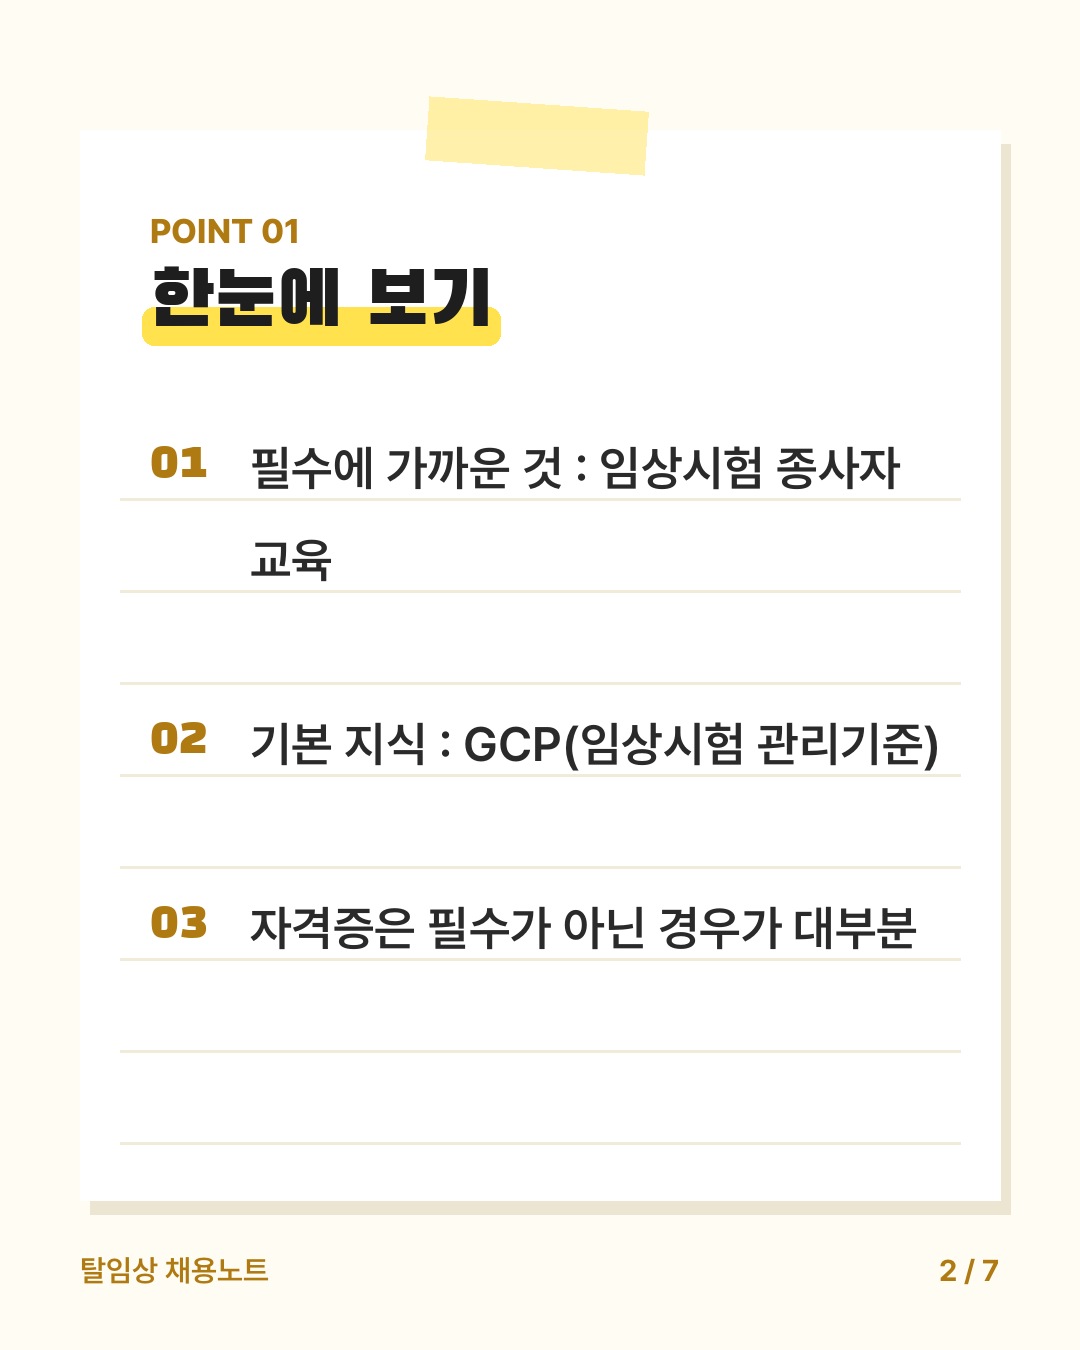 POINT 01
한눈에 보기
01 필수에 가까운 것 : 임상시험 종사자
교육
02 기본 지식 : GCP(임상시험 관리기준)
03 자격증은 필수가 아닌 경우가 대부분
탈임상 채용노트
2 / 7